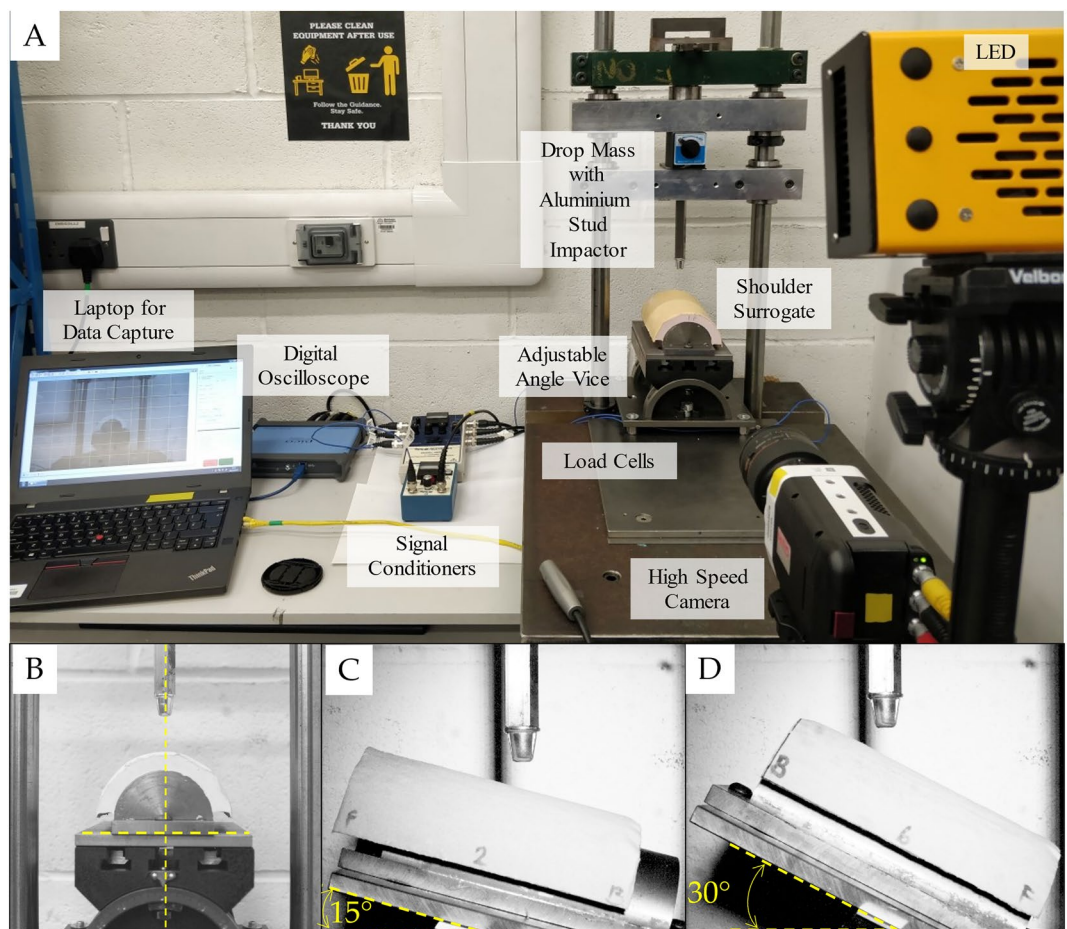 A
PLEASE CLEAN
EQUIPMENT AFTER USE
Follow the Guidance.
Stay Safe.
THANK YOU
LED
Drop Mass
with
Aluminium
Stud
Impactor
Velbon
Shoulder
Surrogate
Laptop for
Data Capture
Digital
Oscilloscope
Adjustable
Angle Vice
Load Cells
Signal
Conditioners
High Speed
Camera
ThinkPad
B
C
F
2
B
15°
D
B
6
F
30°